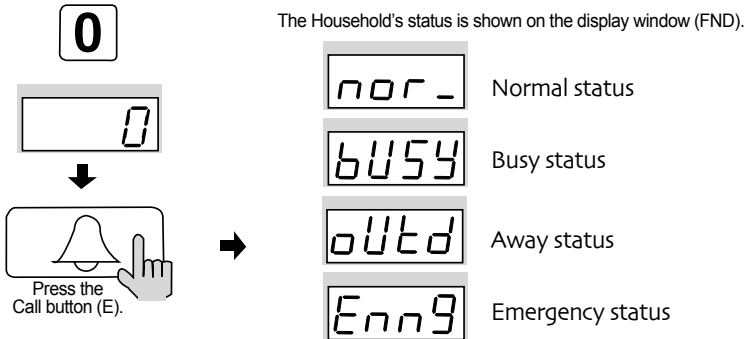 0
The Household's status is shown on the display window (FND).
0
nor_
Normal status
bUSY
Busy status
oUtd
Away status
Press the
Call button (E).
Enn9
Emergency status